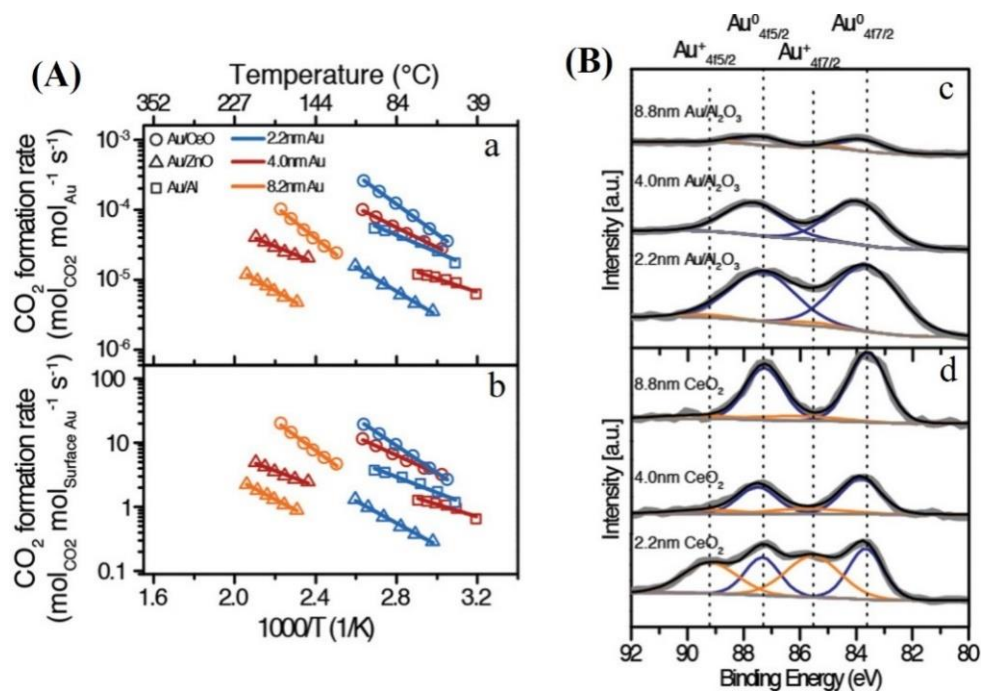 (A)
Temperature (°C)
352 227 144 84 39
CO2 formation rate
(molCO2 molAu⁻¹ s⁻¹)
10⁻³
10⁻⁴
10⁻⁵
10⁻⁶
a
Au/CeO 2.2nm Au
Au/ZnO 4.0nm Au
Au/Al 8.2nm Au
CO2 formation rate
(molCO2 molSurface Au⁻¹ s⁻¹)
100
10
1
0.1
b
1.6 2.0 2.4 2.8 3.2
1000/T (1/K)
(B)
Au⁰4f5/2 Au⁰4f7/2
Au⁺4f5/2 Au⁺4f7/2
c
Intensity [a.u.]
8.8nm Au/Al2O3
4.0nm Au/Al2O3
2.2nm Au/Al2O3
d
Intensity [a.u.]
8.8nm CeO2
4.0nm CeO2
2.2nm CeO2
92 90 88 86 84 82 80
Binding Energy (eV)